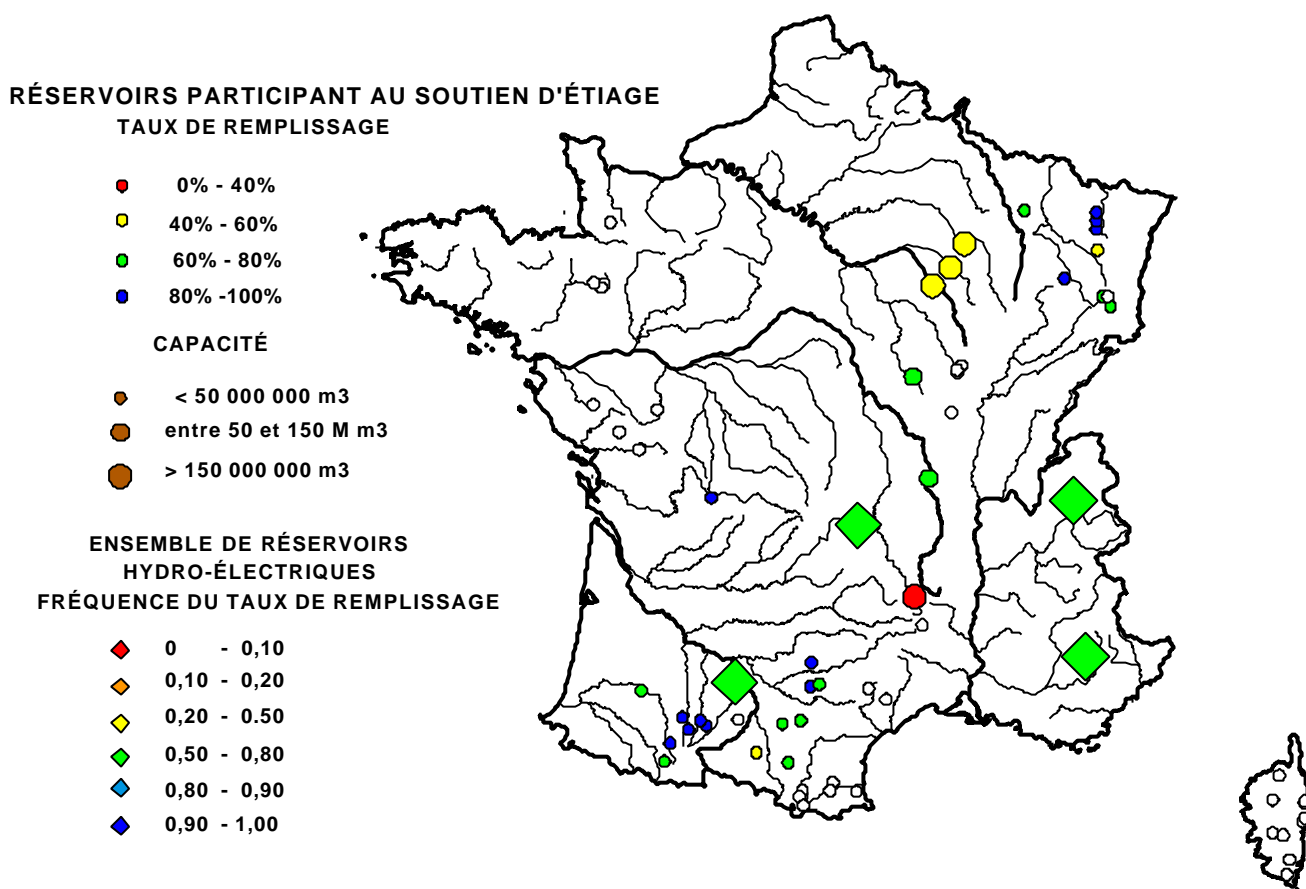 RÉSERVOIRS PARTICIPANT AU SOUTIEN D'ÉTIAGE
TAUX DE REMPLISSAGE
0% - 40%
40% - 60%
60% - 80%
80% -100%
CAPACITÉ
< 50 000 000 m3
entre 50 et 150 M m3
> 150 000 000 m3
ENSEMBLE DE RÉSERVOIRS
HYDRO-ÉLECTRIQUES
FRÉQUENCE DU TAUX DE REMPLISSAGE
0 - 0,10
0,10 - 0,20
0,20 - 0,50
0,50 - 0,80
0,80 - 0,90
0,90 - 1,00